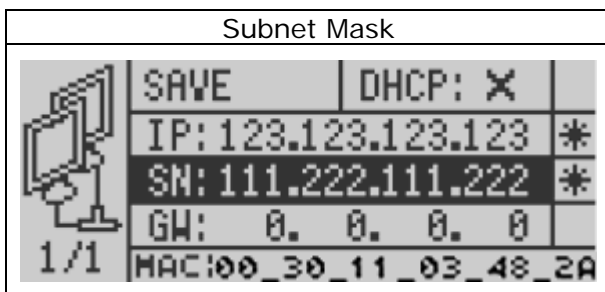 Subnet Mask
SAVE DHCP: X
IP: 123.123.123.123 *
SN: 111.222.111.222 *
GW: 0. 0. 0. 0
1/1 MAC:00_30_11_03_48_2A